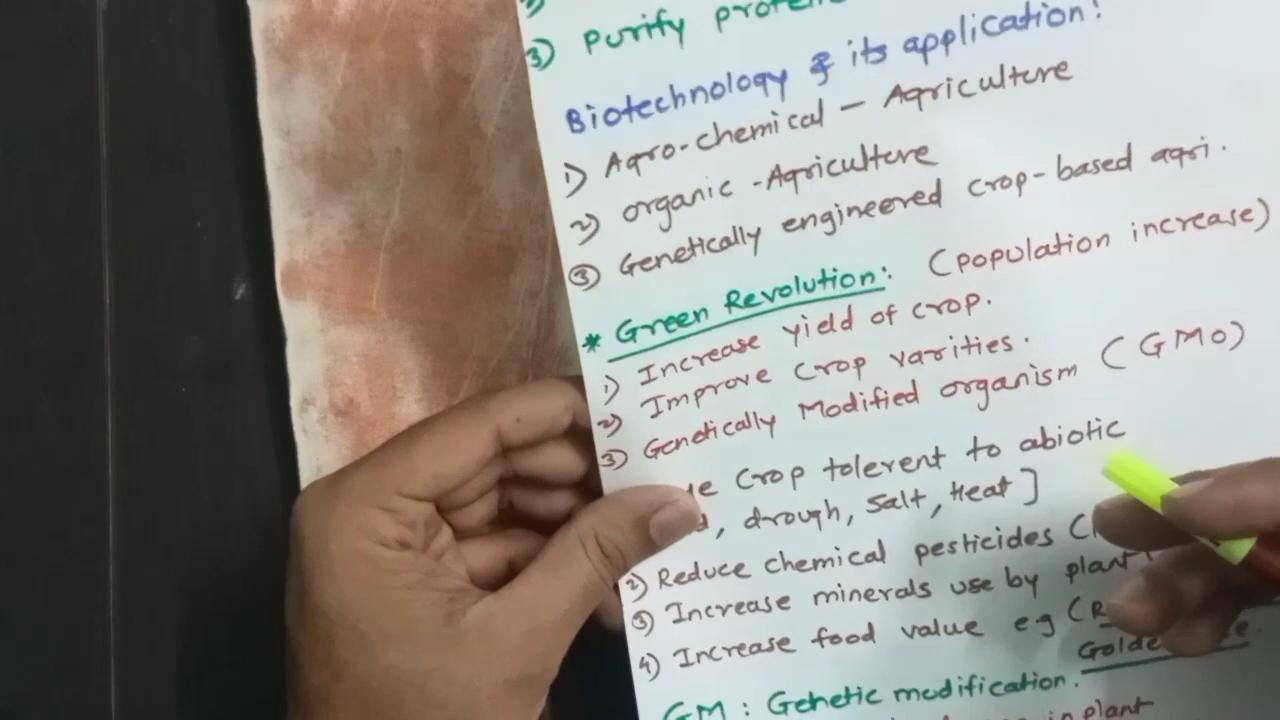 3) Purify
Biotechnology & its application:
1) Agro-chemical - Agriculture
2) organic - Agriculture
③ Genetically engineered crop-based agri.
* Green Revolution: (population increase)
1) Increase yield of crop.
2) Improve crop varities.
3) Genetically Modified organism (GMO)
crop tolerent to abiotic
, drough, salt, Heat]
2) Reduce chemical pesticides (
③ Increase minerals use by plant
4) Increase food value eg (
GM : Genetic modification.
in plant